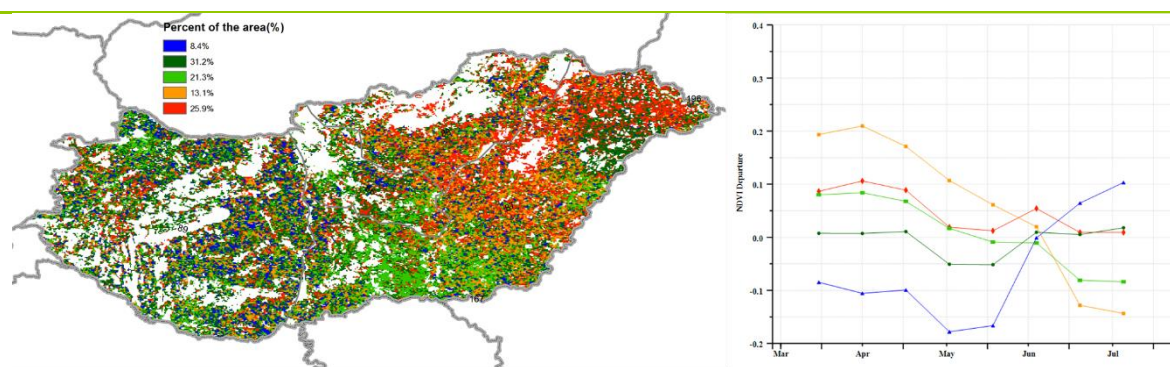 Percent of the area(%)
8.4%
31.2%
21.3%
13.1%
25.9%
196
89
167
0.4
0.3
0.2
0.1
0.0
-0.1
-0.2
NDVI Departure
Mar
Apr
May
Jun
Jul